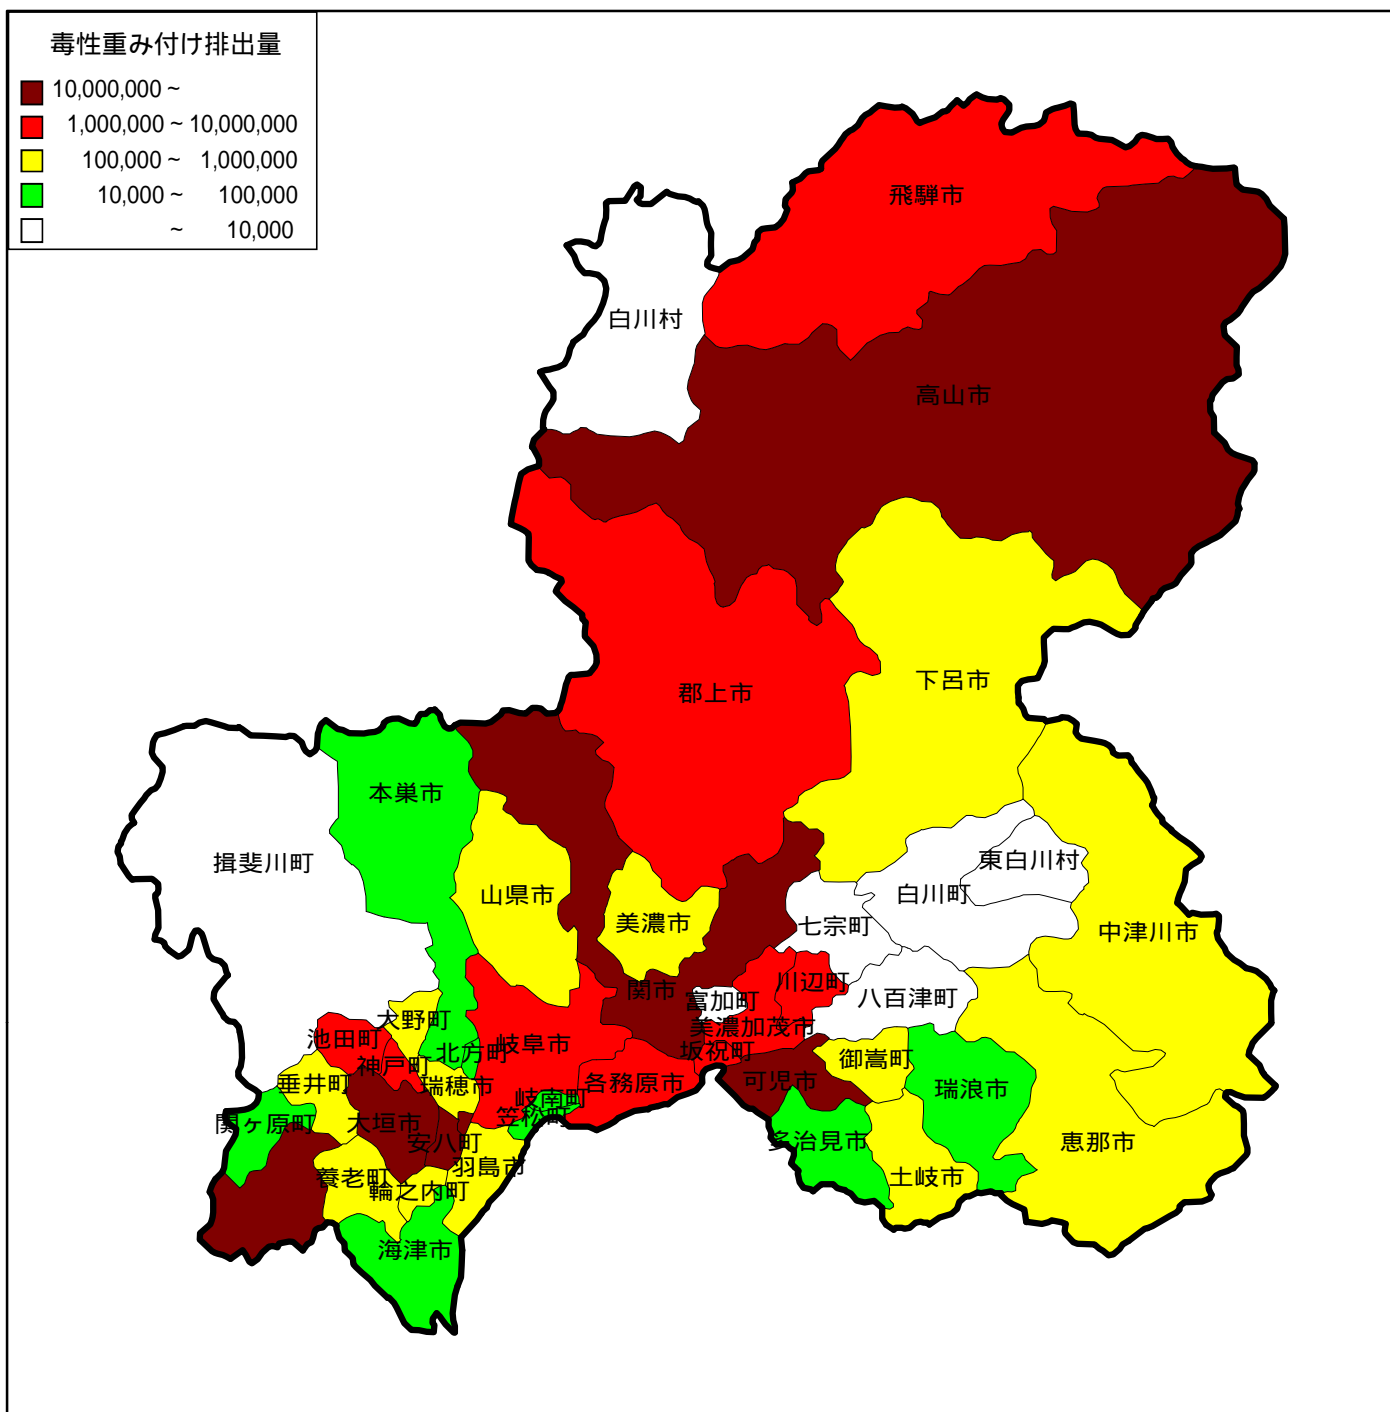 毒性重み付け排出量
10,000,000 ~
1,000,000 ~ 10,000,000
100,000 ~ 1,000,000
10,000 ~ 100,000
~ 10,000
飛騨市
白川村
高山市
下呂市
郡上市
本巣市
揖斐川町
山県市
美濃市
東白川村
白川町
七宗町
中津川市
関市
富加町
川辺町
八百津町
美濃加茂市
坂祝町
大野町
池田町
北方町
岐阜市
神戸町
瑞穂市
各務原市
可児市
御嵩町
瑞浪市
垂井町
関ヶ原町
大垣市
安八町
岐南町
笠松町
羽島市
多治見市
土岐市
恵那市
養老町
輪之内町
海津市